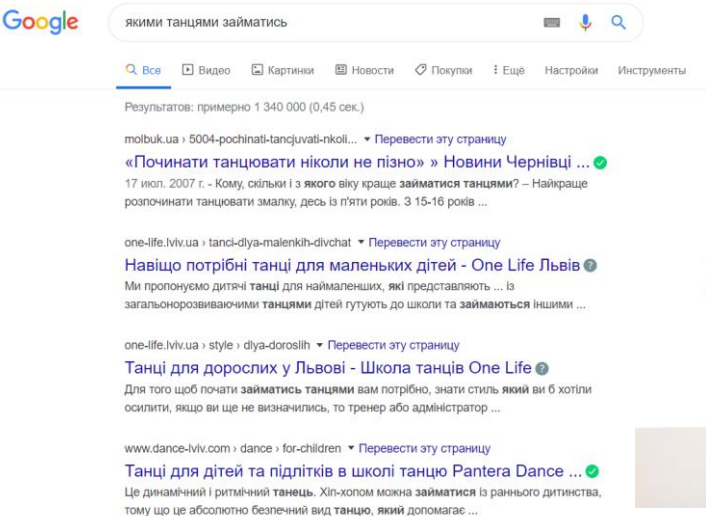 Google
якими танцями займатись
Все Видео Картинки Новости Покупки Ещё Настройки Инструменты
Результатов: примерно 1 340 000 (0,45 сек.)
molbuk.ua › 5004-pochinati-tancjuvati-nkoli... Перевести эту страницу
«Починати танцювати ніколи не пізно» » Новини Чернівці ...
17 июл. 2007 г. - Кому, скільки і з якого віку краще займатися танцями? – Найкраще
розпочинати танцювати змалку, десь із п'яти років. З 15-16 років ...
one-life.lviv.ua › tanci-dlya-malenkih-divchat Перевести эту страницу
Навіщо потрібні танці для маленьких дітей - One Life Львів
Ми пропонуємо дитячі танці для наймалечших, які представляють ... із
загальонорозвиваючими танцями дітей гутують до школи та займаються іншими ...
one-life.lviv.ua › style › dlya-doroslih Перевести эту страницу
Танці для дорослих у Львові - Школа танців One Life
Для того щоб почати займатись танцями вам потрібно, знати стиль який ви б хотіли
осилити, якщо ви ще не визначились, то тренер або адміністратор ...
www.dance-lviv.com › dance › for-children Перевести эту страницу
Танці для дітей та підлітків в школі танцю Pantera Dance ...
Це динамічний і ритмічний танець. Хіп-хопом можна займатися із раннього дитинства,
тому що це абсолютно безпечний вид танцю, який допомагає ...